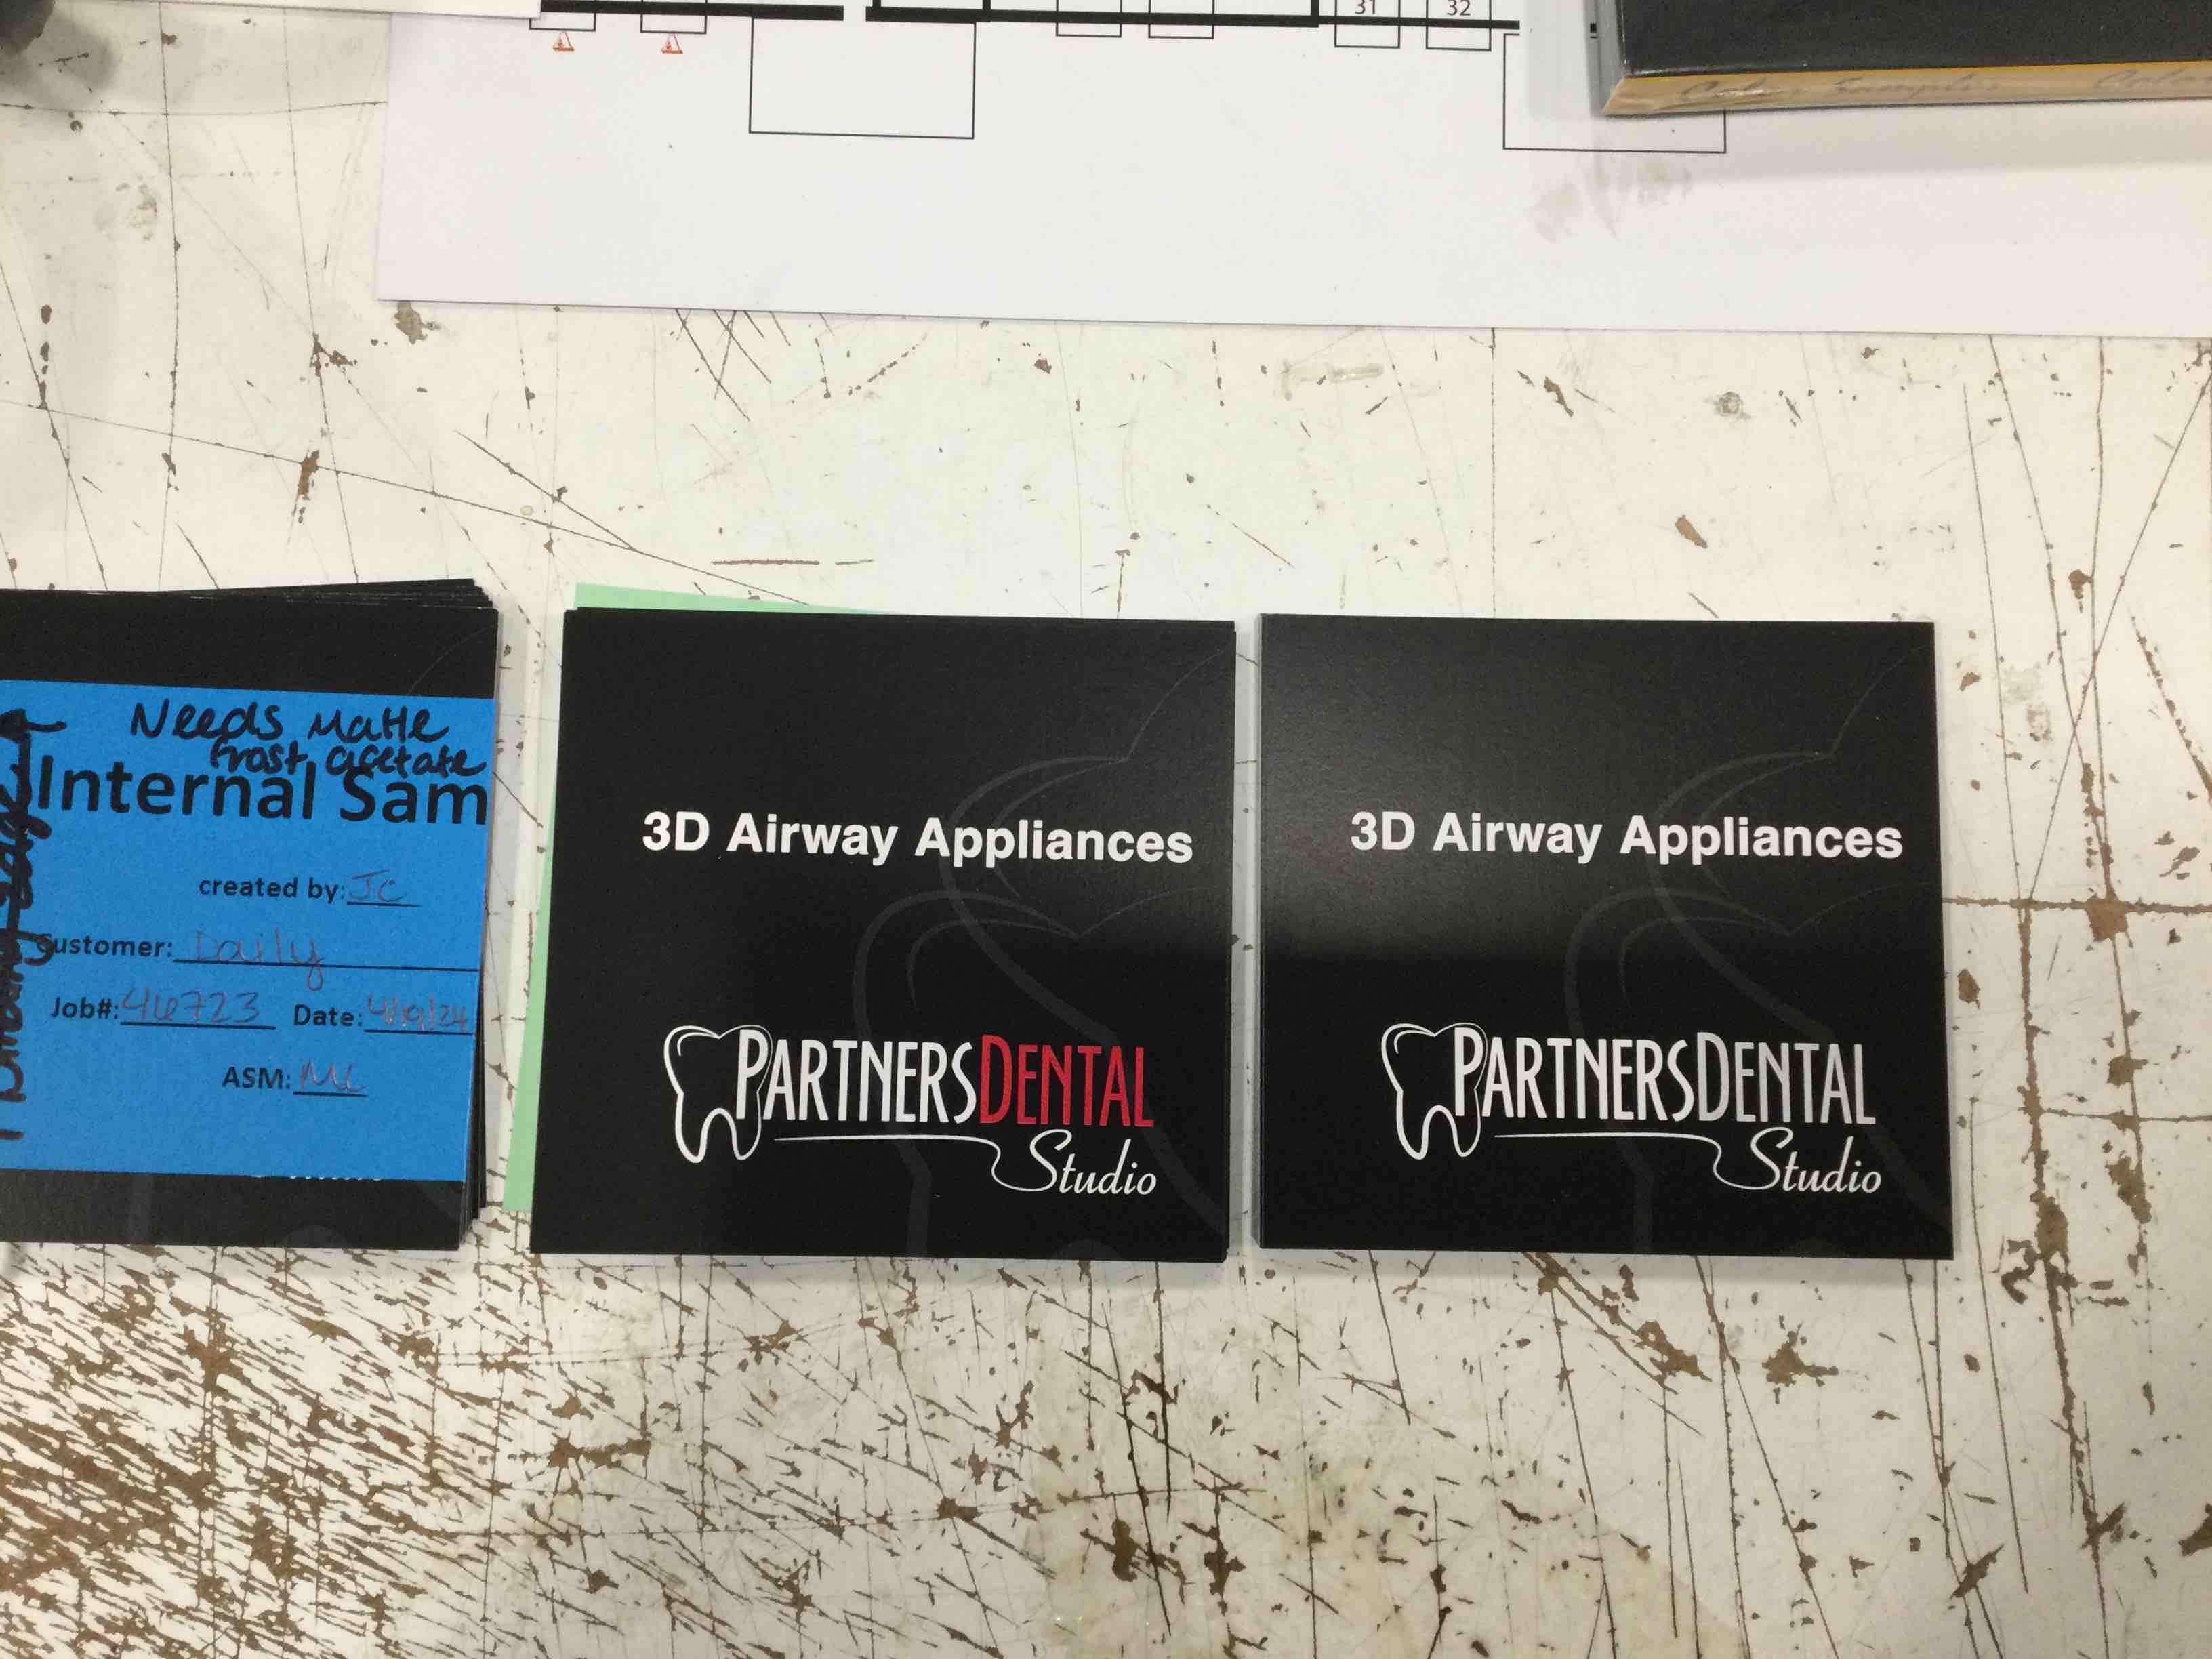 31 32
Needs Matte
frost acetate
Internal Sam
created by: JC
Customer: Daily
Job#: 46723 Date: 4/19/24
ASM: MC
3D Airway Appliances
PARTNERSDENTAL
Studio
3D Airway Appliances
PARTNERSDENTAL
Studio